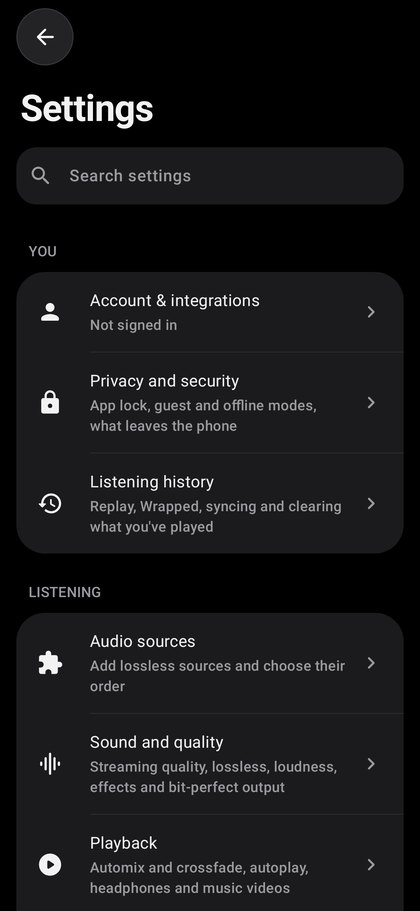 Settings
Search settings
YOU
Account & integrations
Not signed in
Privacy and security
App lock, guest and offline modes,
what leaves the phone
Listening history
Replay, Wrapped, syncing and clearing
what you've played
LISTENING
Audio sources
Add lossless sources and choose their
order
Sound and quality
Streaming quality, lossless, loudness,
effects and bit-perfect output
Playback
Automix and crossfade, autoplay,
headphones and music videos